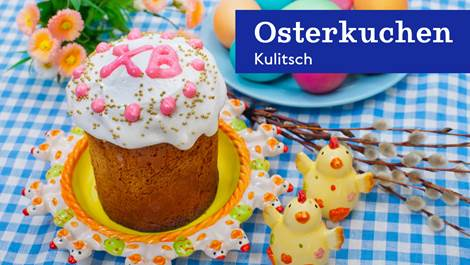 Osterkuchen
Kulitsch
ХВ